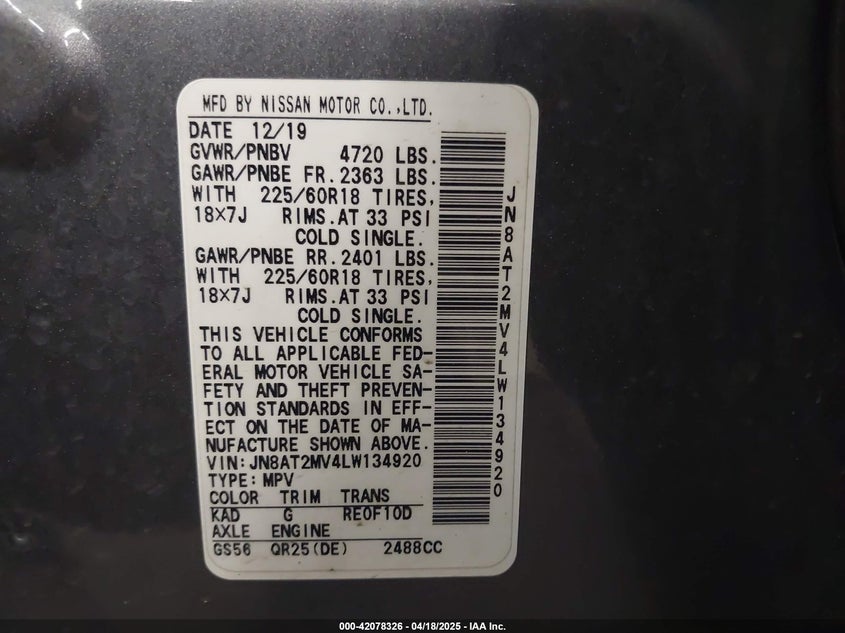 MFD BY NISSAN MOTOR CO.,LTD.
DATE 12/19
GVWR/PNBV 4720 LBS.
GAWR/PNBE FR. 2363 LBS.
WITH 225/60R18 TIRES,
18×7J RIMS.AT 33 PSI
COLD SINGLE.
GAWR/PNBE RR. 2401 LBS.
WITH 225/60R18 TIRES,
18×7J RIMS.AT 33 PSI
COLD SINGLE.
THIS VEHICLE CONFORMS
TO ALL APPLICABLE FED-
ERAL MOTOR VEHICLE SA-
FETY AND THEFT PREVEN-
TION STANDARDS IN EFF-
ECT ON THE DATE OF MA-
NUFACTURE SHOWN ABOVE.
VIN: JN8AT2MV4LW134920
TYPE: MPV
COLOR TRIM TRANS
KAD G RE0F10D
AXLE ENGINE
GS56 QR25(DE) 2488CC
JN8AT2MV4LW134920
000-42078326 - 04/18/2025 - IAA Inc.